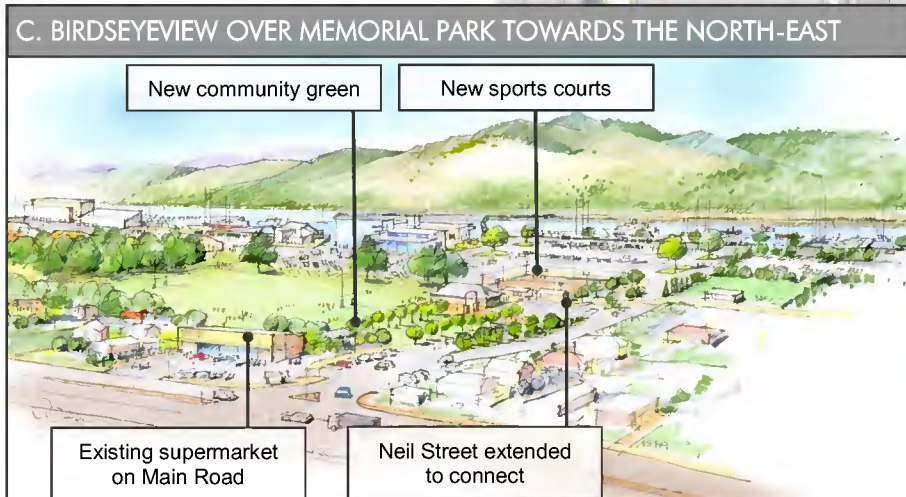 C. BIRDSEYEVIEW OVER MEMORIAL PARK TOWARDS THE NORTH-EAST
New community green
New sports courts
Existing supermarket
on Main Road
Neil Street extended
to connect